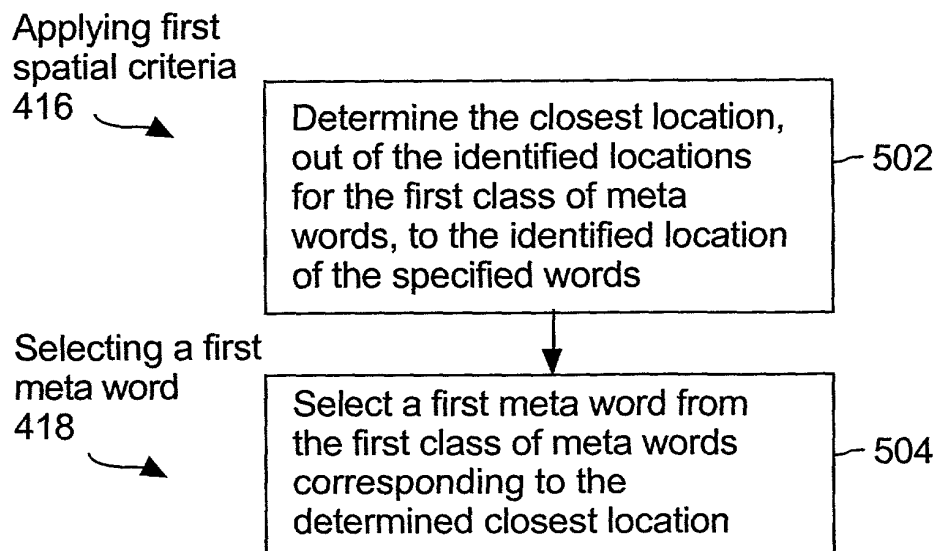 Applying first
spatial criteria
416
Determine the closest location,
out of the identified locations
for the first class of meta
words, to the identified location
of the specified words
502
Selecting a first
meta word
418
Select a first meta word from
the first class of meta words
corresponding to the
determined closest location
504